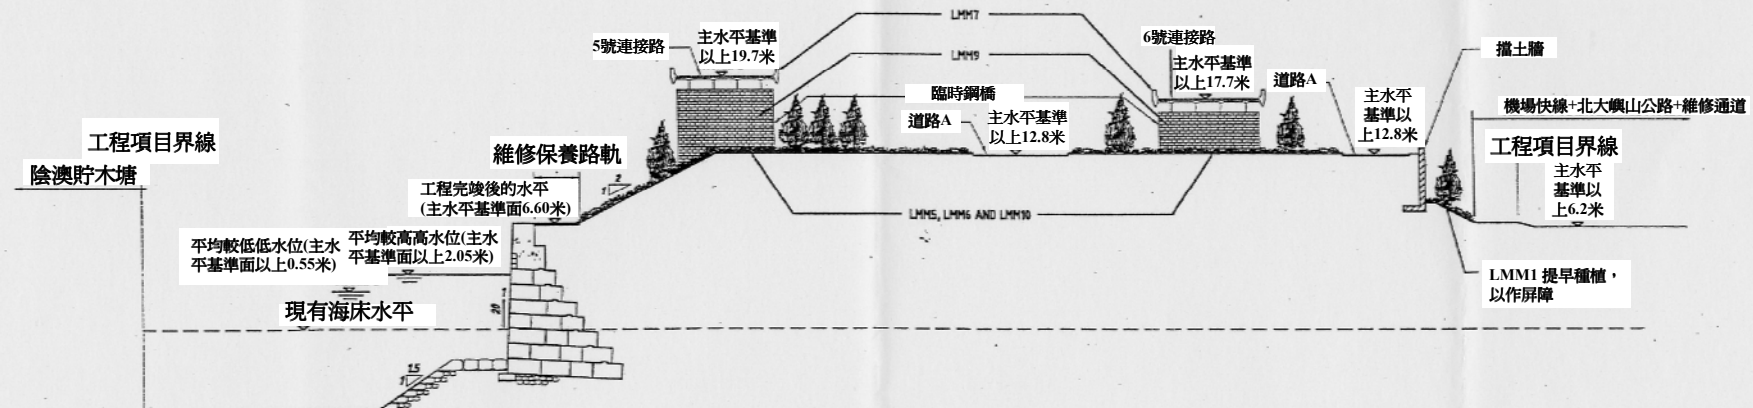 LMM7
5號連接路
主水平基準
以上19.7米
6號連接路
主水平基準
以上17.7米
擋土牆
LMM9
道路A
臨時鋼橋
主水平
基準以
上12.8米
機場快線+北大嶼山公路+維修通道
道路A
主水平基準
以上12.8米
工程項目界線
陰澳貯木塘
維修保養路軌
工程項目界線
主水平
基準以
上6.2米
2
1
工程完竣後的水平
(主水平基準面6.60米)
LMM5, LMM6 AND LMM10
平均較低低水位(主水
平基準面以上0.55米)
平均較高高水位(主水
平基準面以上2.05米)
LMM1 提早種植，
以作屏障
現有海床水平
1
20
1.5
1